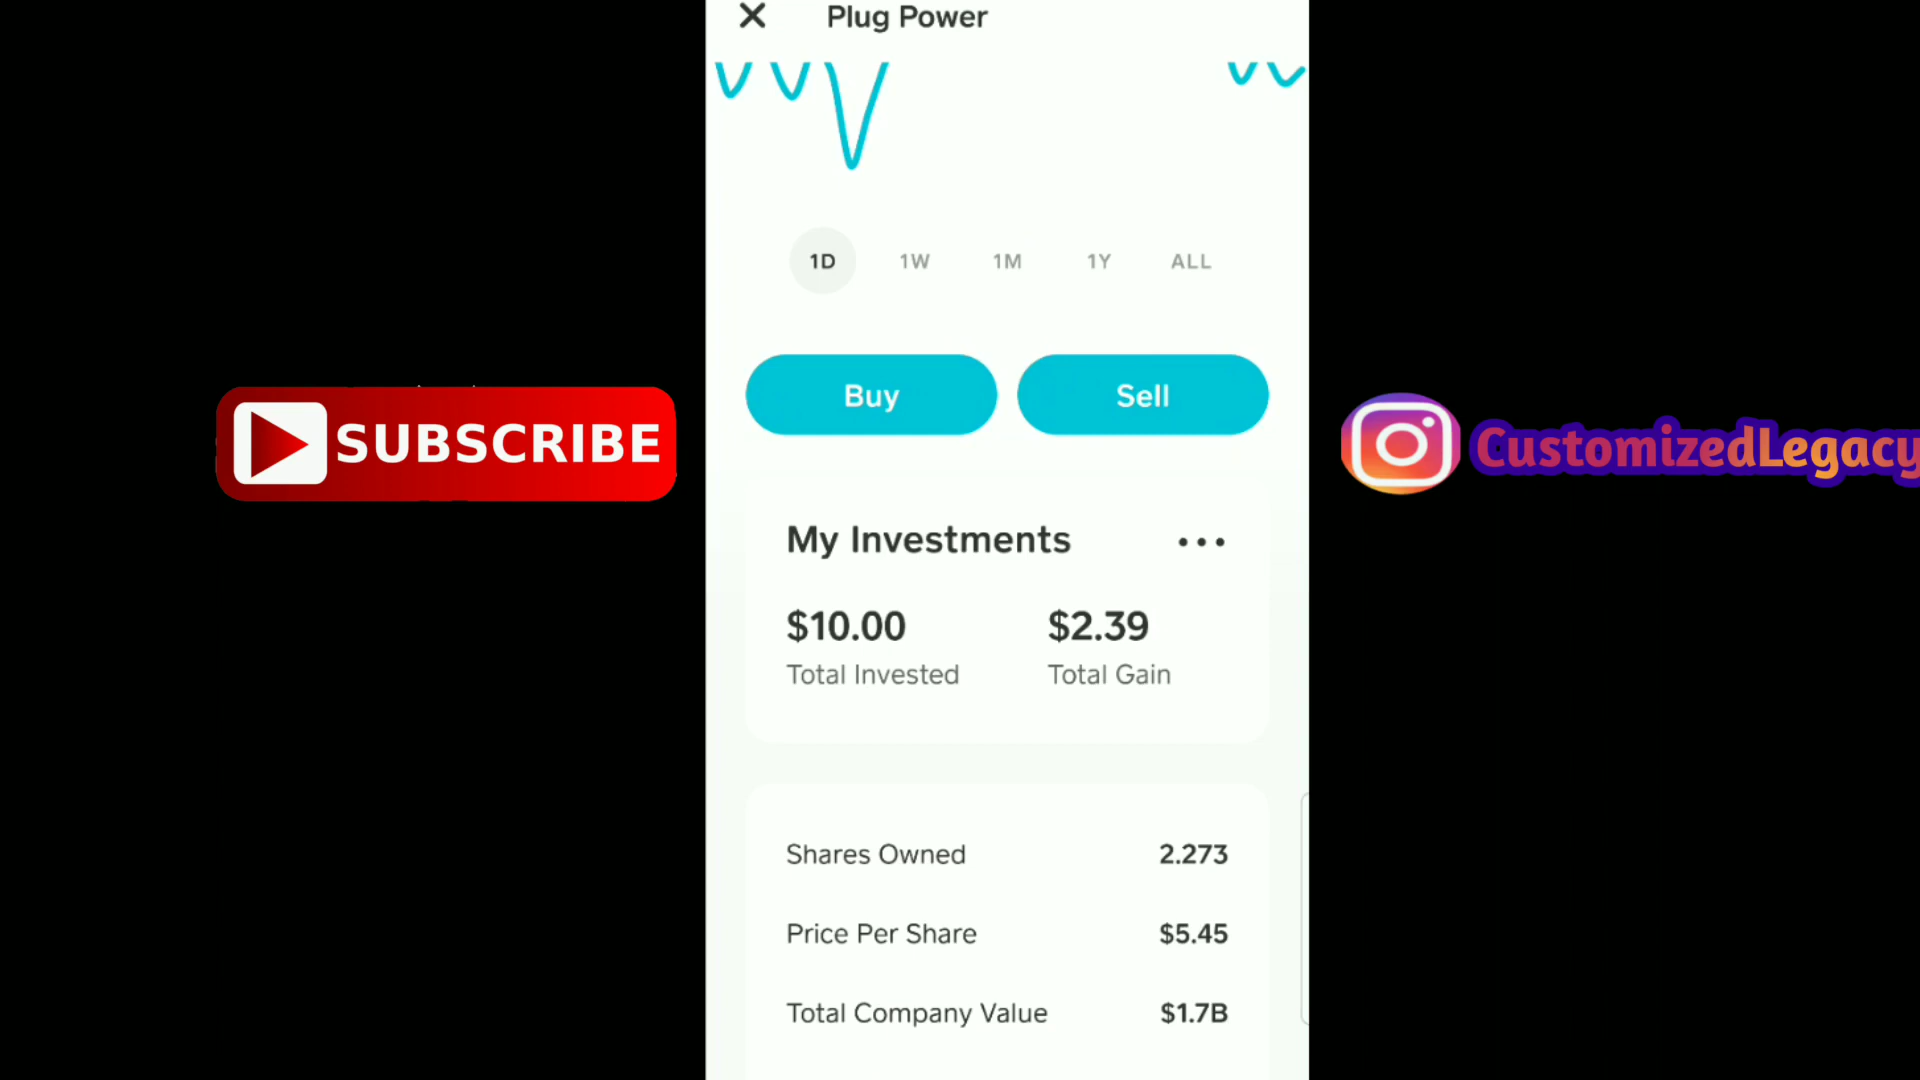 Plug Power
1D 1W 1M 1Y ALL
Buy Sell
SUBSCRIBE
CustomizedLegacy
My Investments
$10.00 $2.39
Total Invested Total Gain
Shares Owned 2.273
Price Per Share $5.45
Total Company Value $1.7B